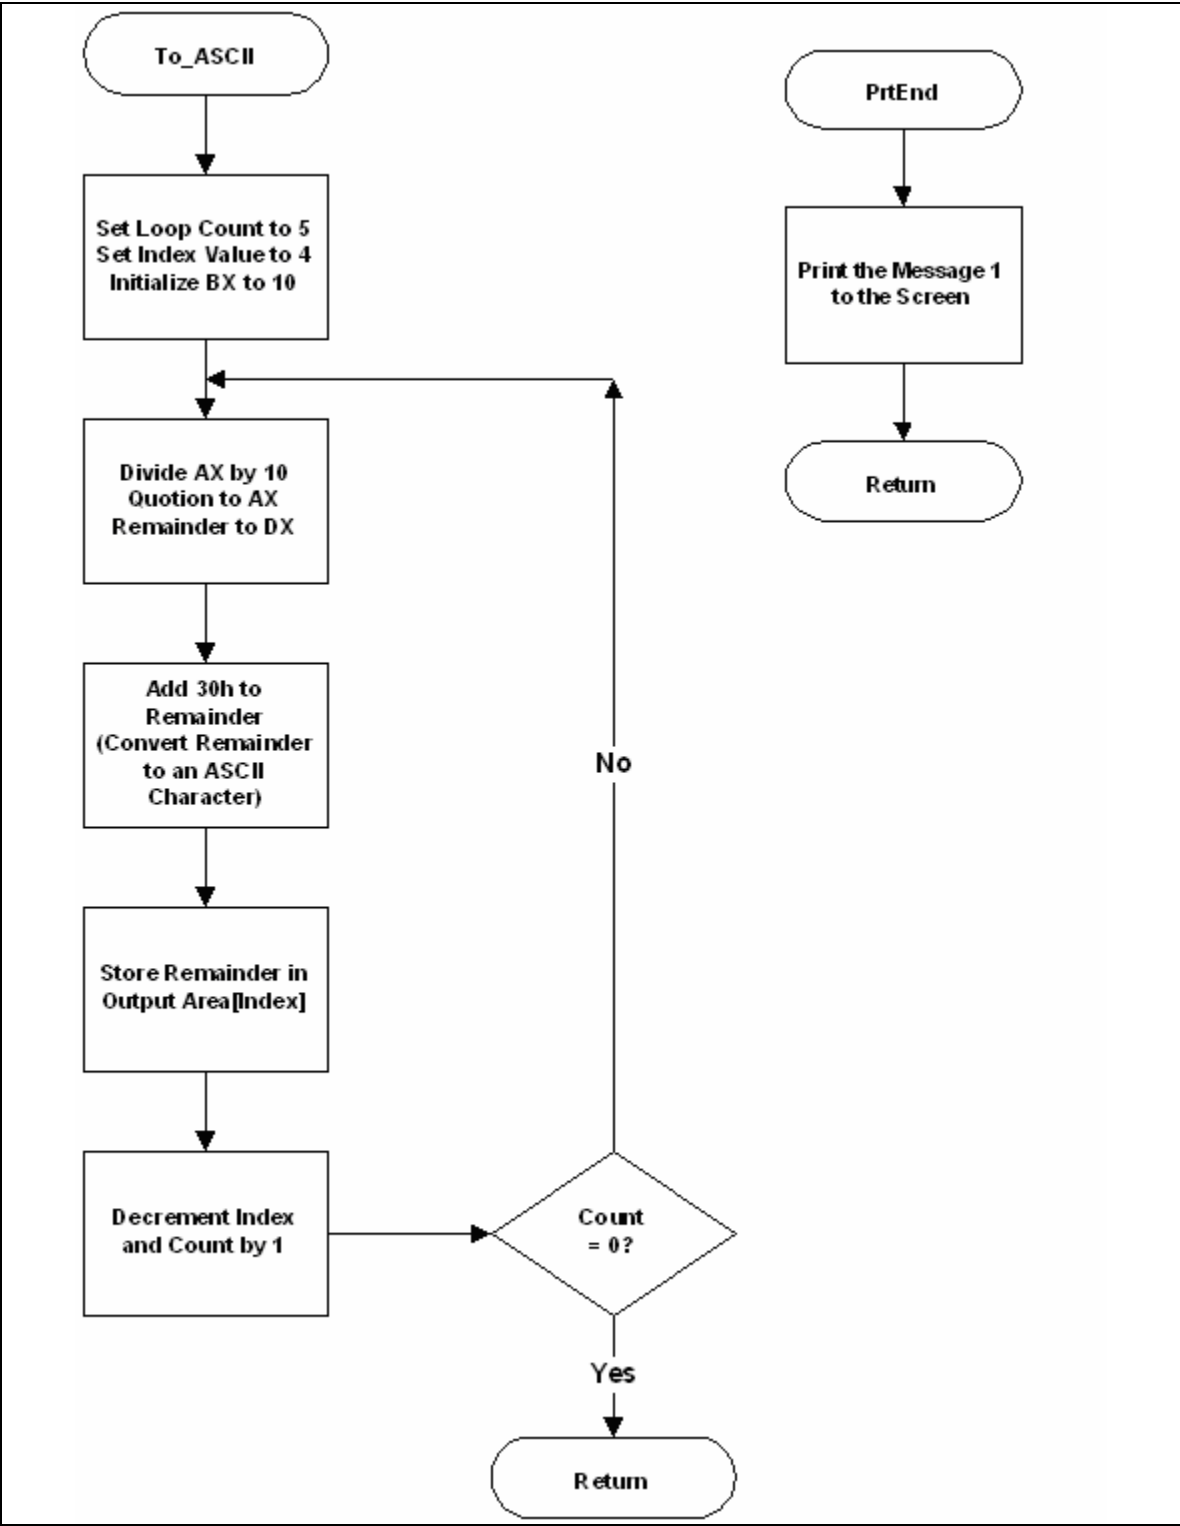 To_ASCII
Set Loop Count to 5
Set Index Value to 4
Initialize BX to 10
Divide AX by 10
Quotion to AX
Remainder to DX
Add 30h to
Remainder
(Convert Remainder
to an ASCII
Character)
Store Remainder in
Output Area[Index]
Decrement Index
and Count by 1
Count
= 0?
No
Yes
Return
PrtEnd
Print the Message 1
to the Screen
Return